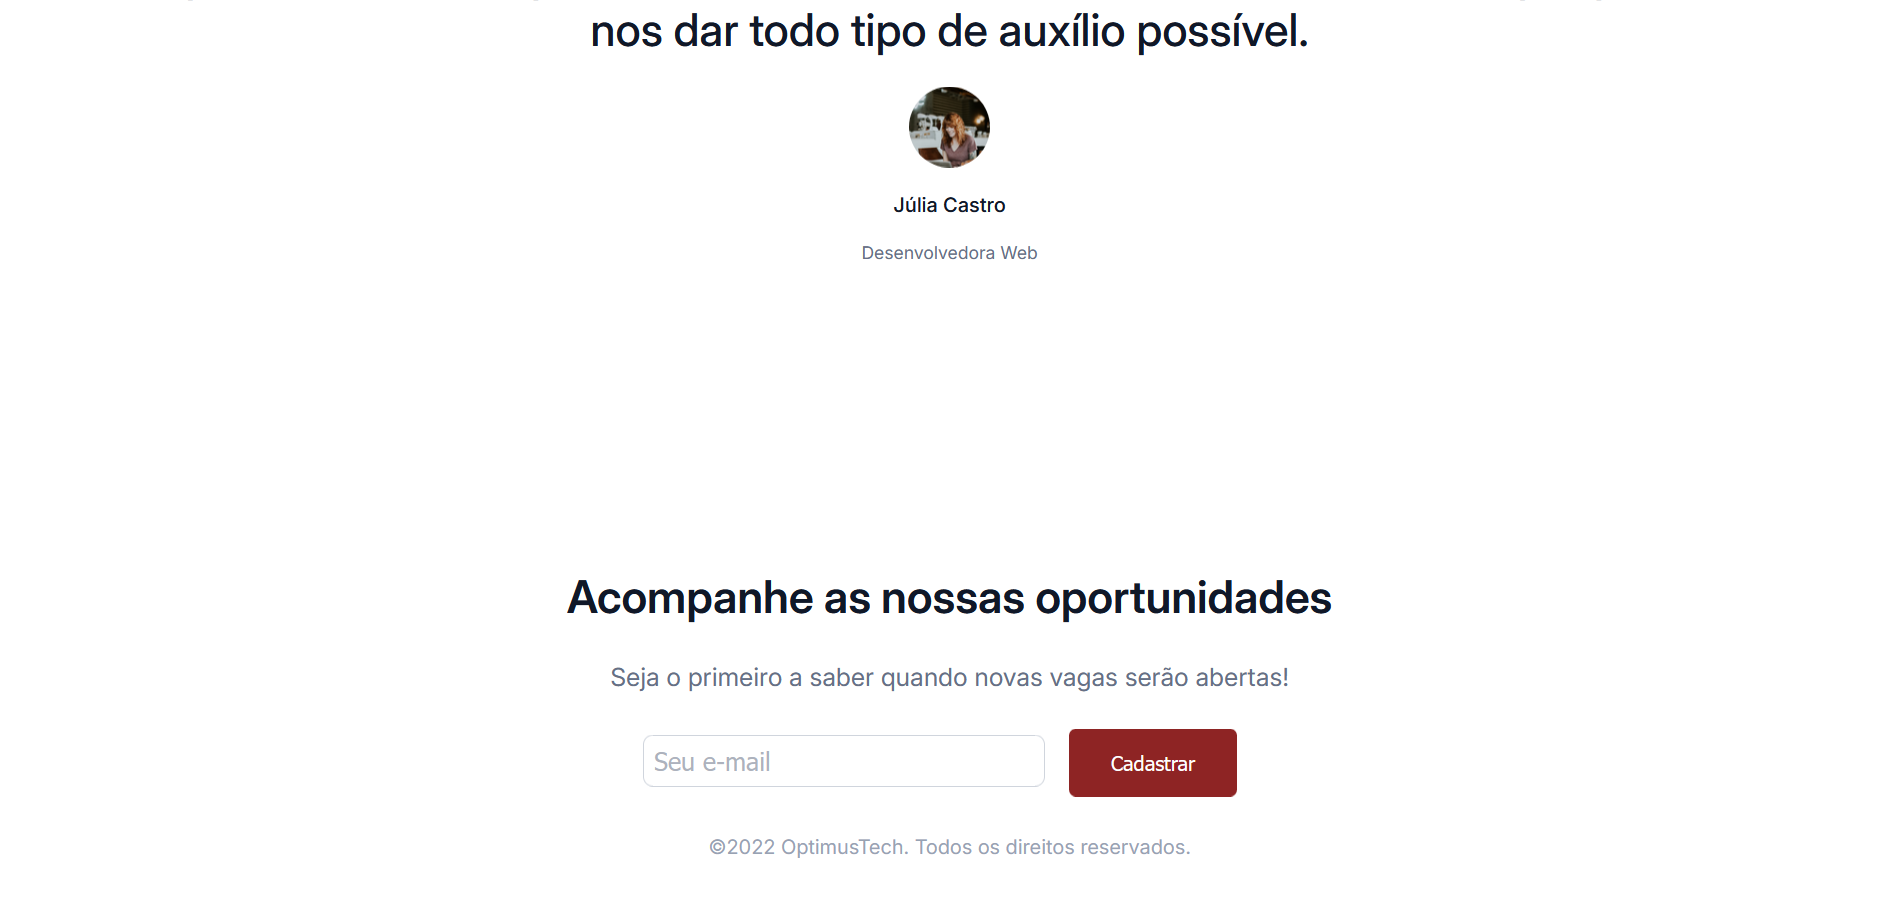 nos dar todo tipo de auxílio possível.
Júlia Castro
Desenvolvedora Web
Acompanhe as nossas oportunidades
Seja o primeiro a saber quando novas vagas serão abertas!
Seu e-mail
Cadastrar
©2022 OptimusTech. Todos os direitos reservados.